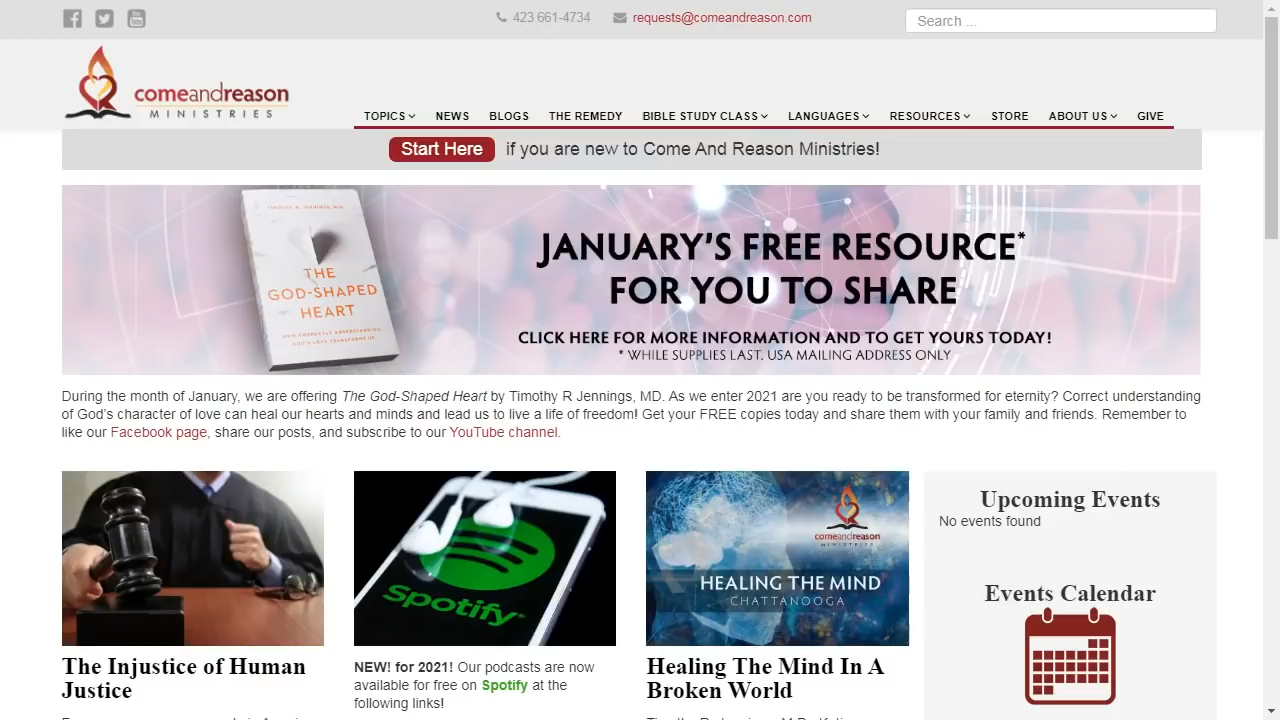 423 661-4734
requests@comeandreason.com
Search ...
comeandreason
MINISTRIES
TOPICS NEWS BLOGS THE REMEDY BIBLE STUDY CLASS LANGUAGES RESOURCES STORE ABOUT US GIVE
Start Here if you are new to Come And Reason Ministries!
TIMOTHY R. JENNINGS, M.D.
THE
GOD-SHAPED
HEART
HOW CORRECTLY UNDERSTANDING
GOD'S LOVE TRANSFORMS US
JANUARY'S FREE RESOURCE*
FOR YOU TO SHARE
CLICK HERE FOR MORE INFORMATION AND TO GET YOURS TODAY!
* WHILE SUPPLIES LAST, USA MAILING ADDRESS ONLY
During the month of January, we are offering The God-Shaped Heart by Timothy R Jennings, MD. As we enter 2021 are you ready to be transformed for eternity? Correct understanding
of God's character of love can heal our hearts and minds and lead us to live a life of freedom! Get your FREE copies today and share them with your family and friends. Remember to
like our Facebook page, share our posts, and subscribe to our YouTube channel.
Spotify
comeandreason
MINISTRIES
HEALING THE MIND
CHATTANOOGA
The Injustice of Human
Justice
NEW! for 2021! Our podcasts are now
available for free on Spotify at the
following links!
Healing The Mind In A
Broken World
Upcoming Events
No events found
Events Calendar